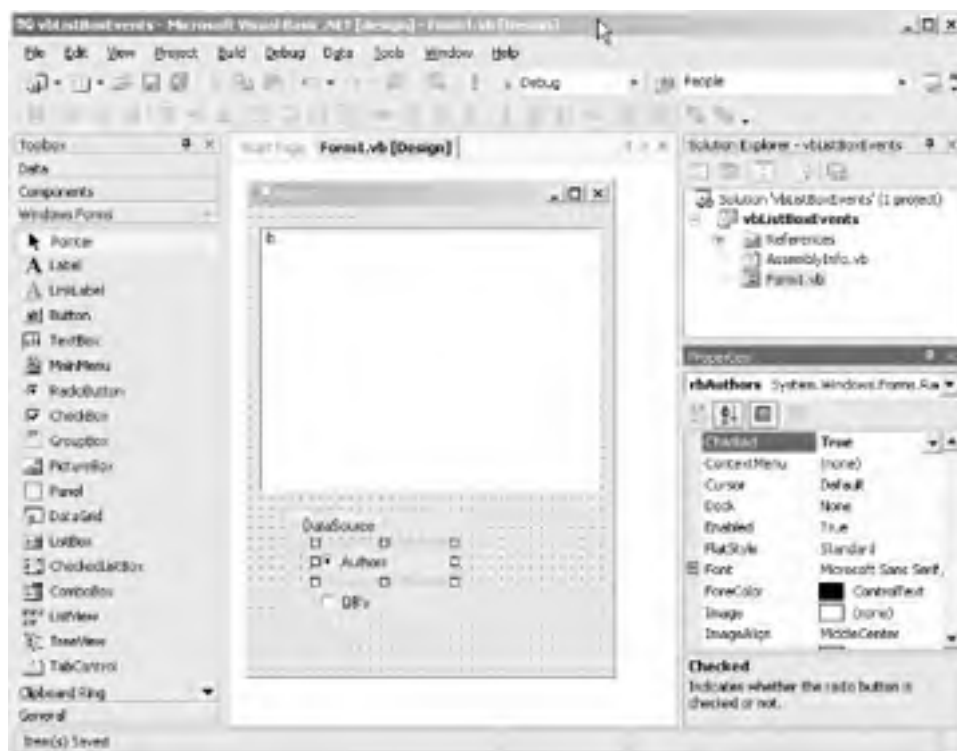 vbListBoxEvents - Microsoft Visual Basic .NET [design] - Form1.vb [Design]
File Edit View Project Build Debug Data Tools Window Help
Debug
People
Toolbox
Data
Components
Windows Forms
Pointer
Label
LinkLabel
Button
TextBox
MainMenu
RadioButton
CheckBox
GroupBox
PictureBox
Panel
DataGrid
ListBox
CheckedListBox
ComboBox
ListView
TreeView
TabControl
Clipboard Ring
General
Item(s) Saved
Start Page Form1.vb [Design]
DataSource
Authors
Solution Explorer - vbListBoxEvents
Solution 'vbListBoxEvents' (1 project)
vbListBoxEvents
References
AssemblyInfo.vb
Form1.vb
Properties
rbAuthors System.Windows.Forms.Ra
Checked True
ContextMenu (none)
Cursor Default
Dock None
Enabled True
FlatStyle Standard
Font Microsoft Sans Serif,
ForeColor ControlText
Image (none)
ImageAlign MiddleCenter
Checked
Indicates whether the radio button is
checked or not.